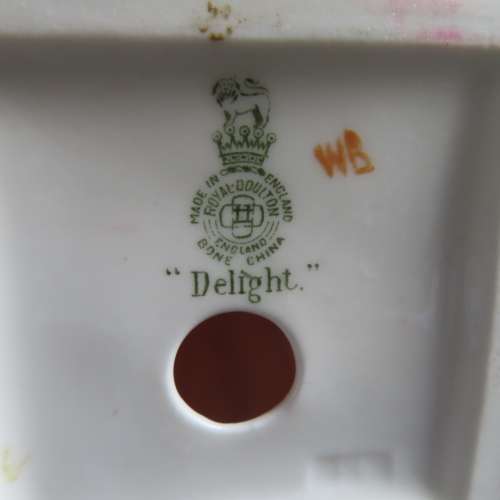 MADE IN ENGLAND
ROYAL·DOULTON
ENGLAND
BONE CHINA
"Delight."
WB